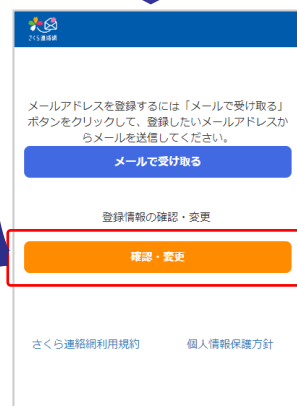 さくら連絡網
メールアドレスを登録するには「メールで受け取る」
ボタンをクリックして、登録したいメールアドレスか
らメールを送信してください。
メールで受け取る
登録情報の確認・変更
確認・変更
さくら連絡網利用規約 個人情報保護方針